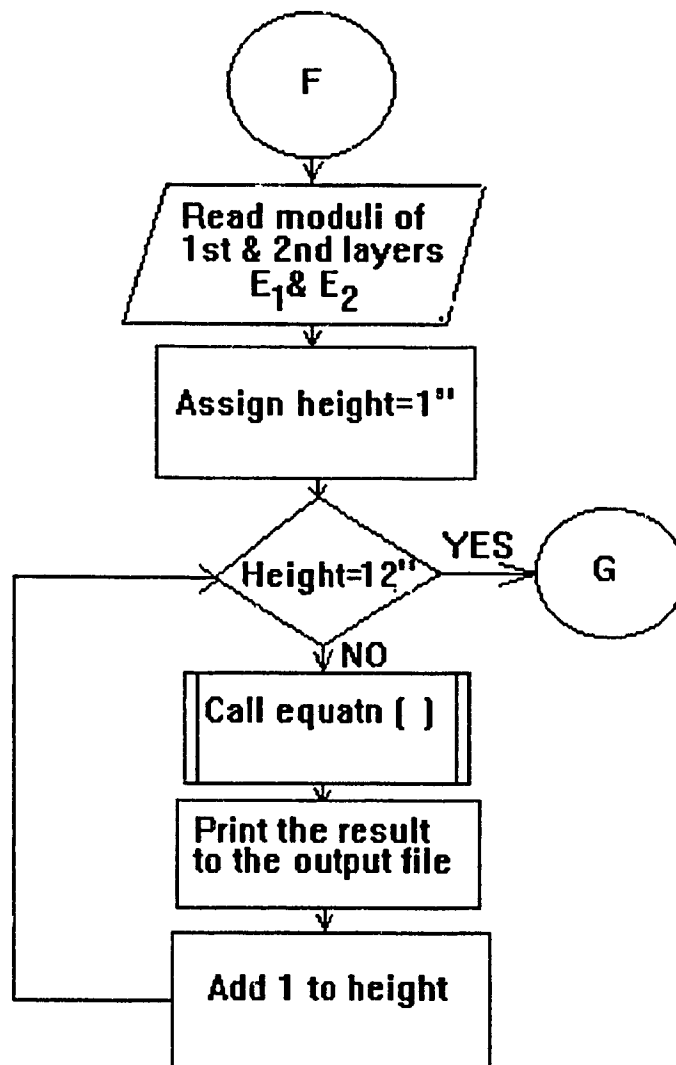 F
Read moduli of
1st & 2nd layers
E1& E2
Assign height=1"
Height=12"
YES
G
NO
Call equatn ( )
Print the result
to the output file
Add 1 to height